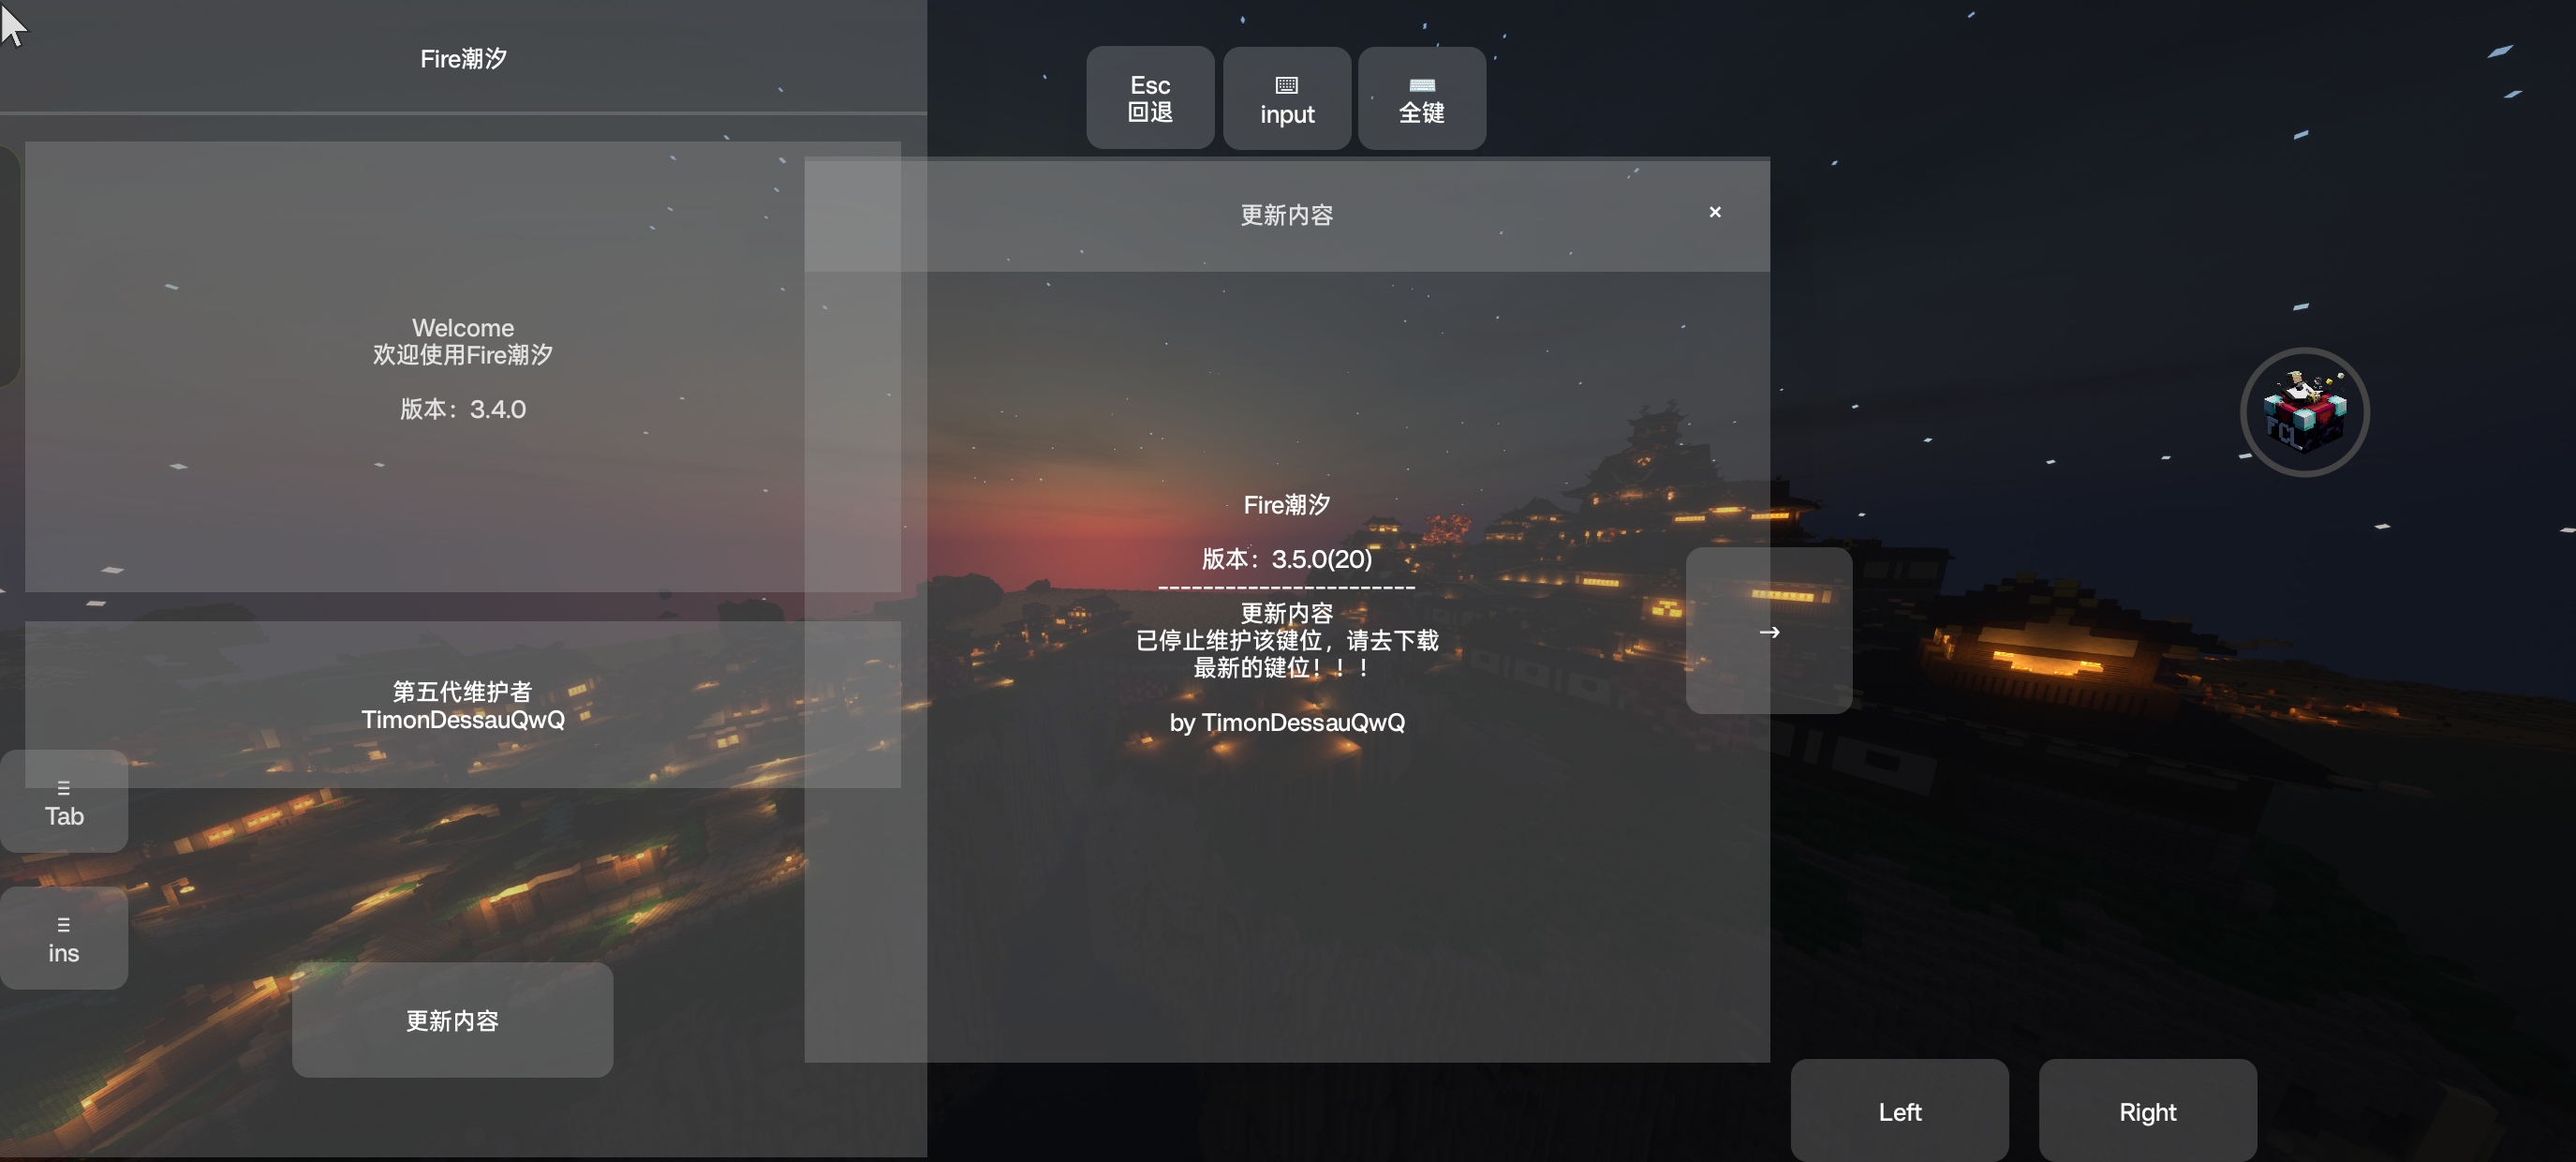 Fire潮汐
Esc
回退
input
全键
更新内容
×
Welcome
欢迎使用Fire潮汐
版本：3.4.0
FCL
Fire潮汐
版本：3.5.0(20)
-----------------------
更新内容
已停止维护该键位，请去下载
最新的键位！！！
by TimonDessauQwQ
→
第五代维护者
TimonDessauQwQ
Tab
ins
更新内容
Left
Right